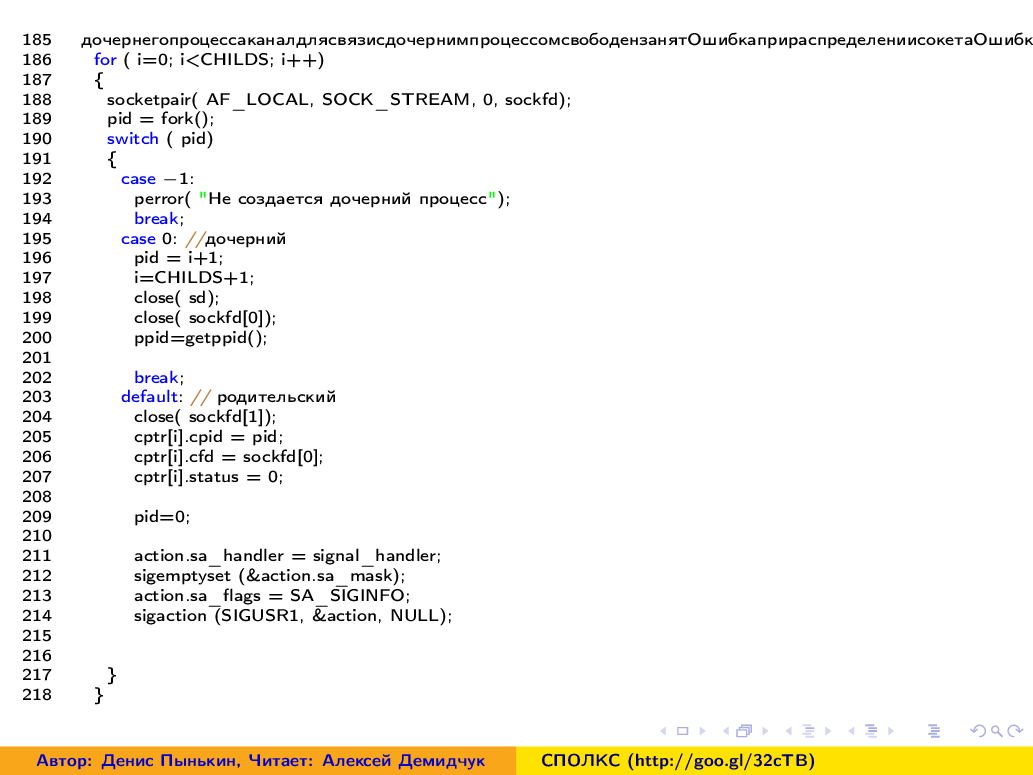 185 дочернегопроцессаканалдлясвязисдочернимпроцессомсвободензанятОшибкаприраспределениисокетаОшибк
186 for ( i=0; i<CHILDS; i++)
187 {
188 socketpair( AF_LOCAL, SOCK_STREAM, 0, sockfd);
189 pid = fork();
190 switch ( pid)
191 {
192 case −1:
193 perror( "Не создается дочерний процесс");
194 break;
195 case 0: //дочерний
196 pid = i+1;
197 i=CHILDS+1;
198 close( sd);
199 close( sockfd[0]);
200 ppid=getppid();
201
202 break;
203 default: // родительский
204 close( sockfd[1]);
205 cptr[i].cpid = pid;
206 cptr[i].cfd = sockfd[0];
207 cptr[i].status = 0;
208
209 pid=0;
210
211 action.sa_handler = signal_handler;
212 sigemptyset (&action.sa_mask);
213 action.sa_flags = SA_SIGINFO;
214 sigaction (SIGUSR1, &action, NULL);
215
216
217 }
218 }
Автор: Денис Пынькин, Читает: Алексей Демидчук СПОЛКС (http://goo.gl/32cTB)